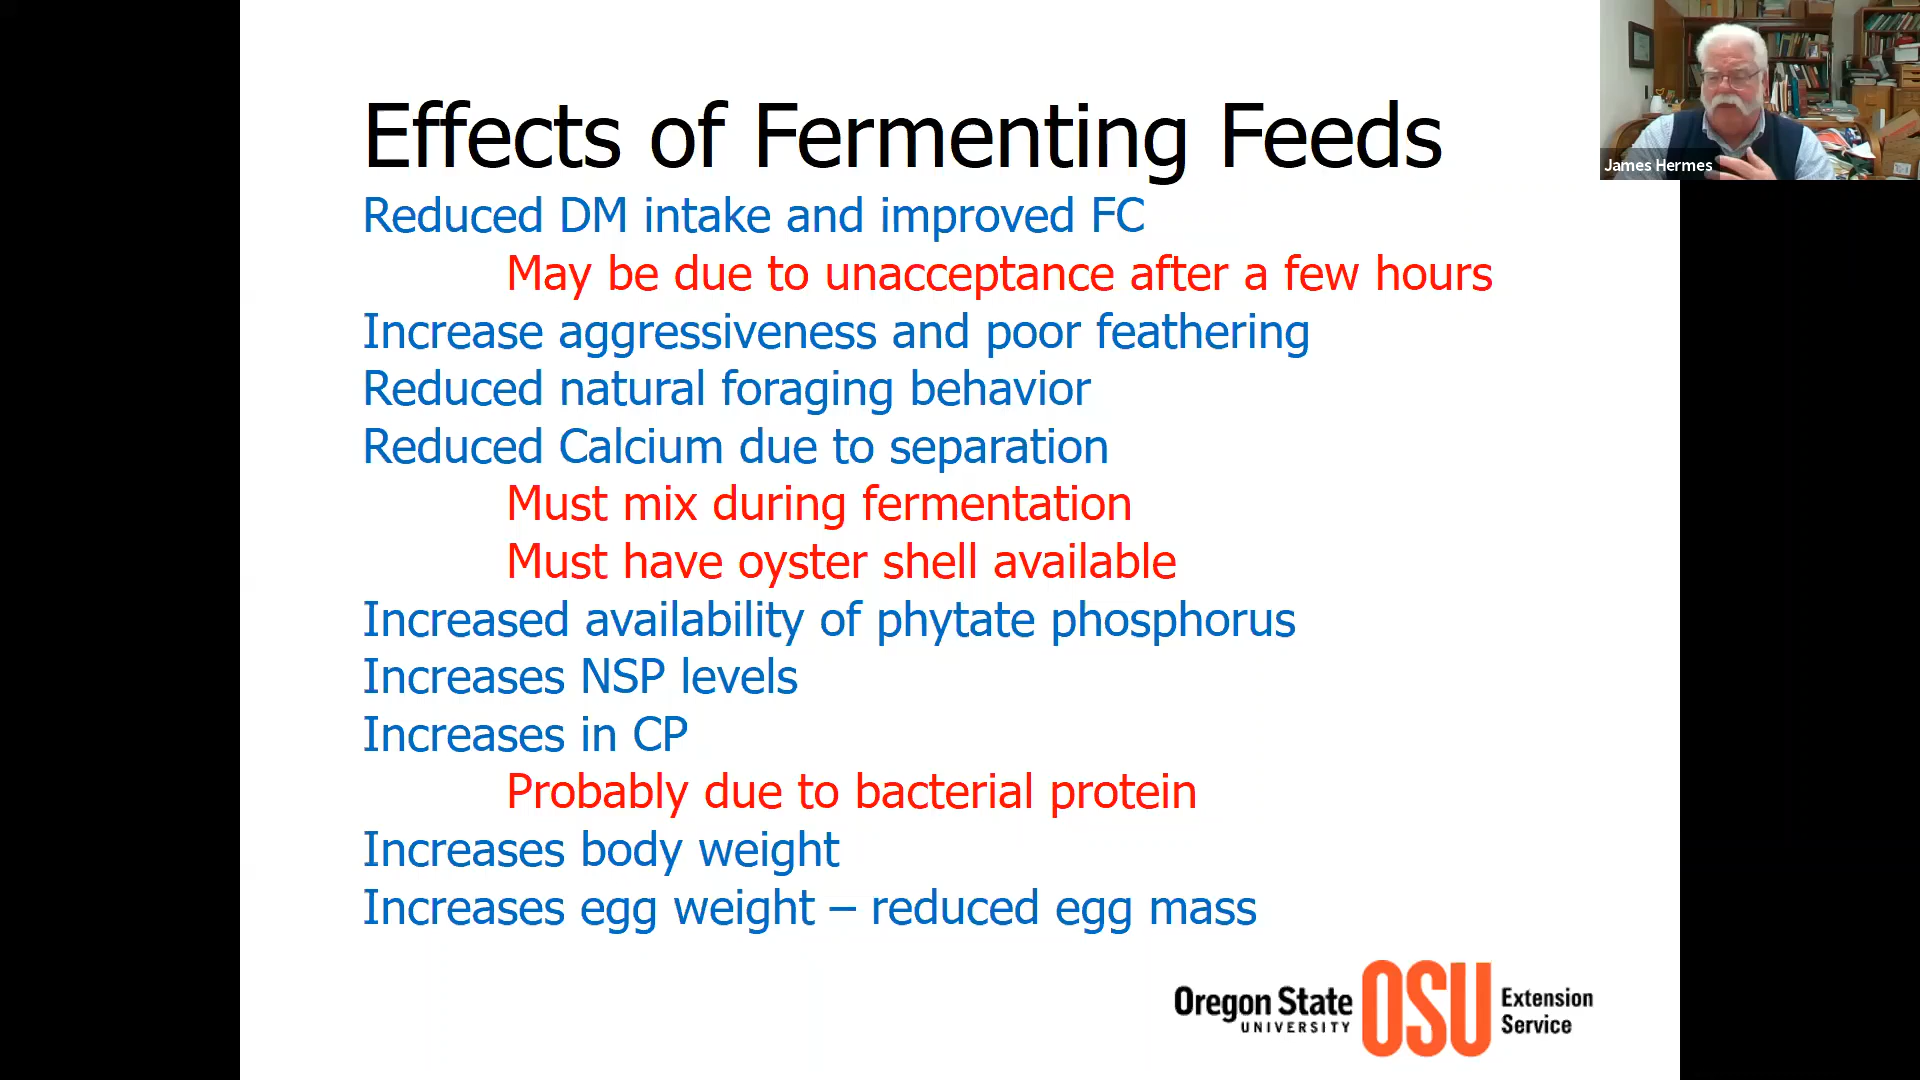 Effects of Fermenting Feeds
James Hermes
Reduced DM intake and improved FC
May be due to unacceptance after a few hours
Increase aggressiveness and poor feathering
Reduced natural foraging behavior
Reduced Calcium due to separation
Must mix during fermentation
Must have oyster shell available
Increased availability of phytate phosphorus
Increases NSP levels
Increases in CP
Probably due to bacterial protein
Increases body weight
Increases egg weight – reduced egg mass
Oregon State
UNIVERSITY
OSU
Extension
Service